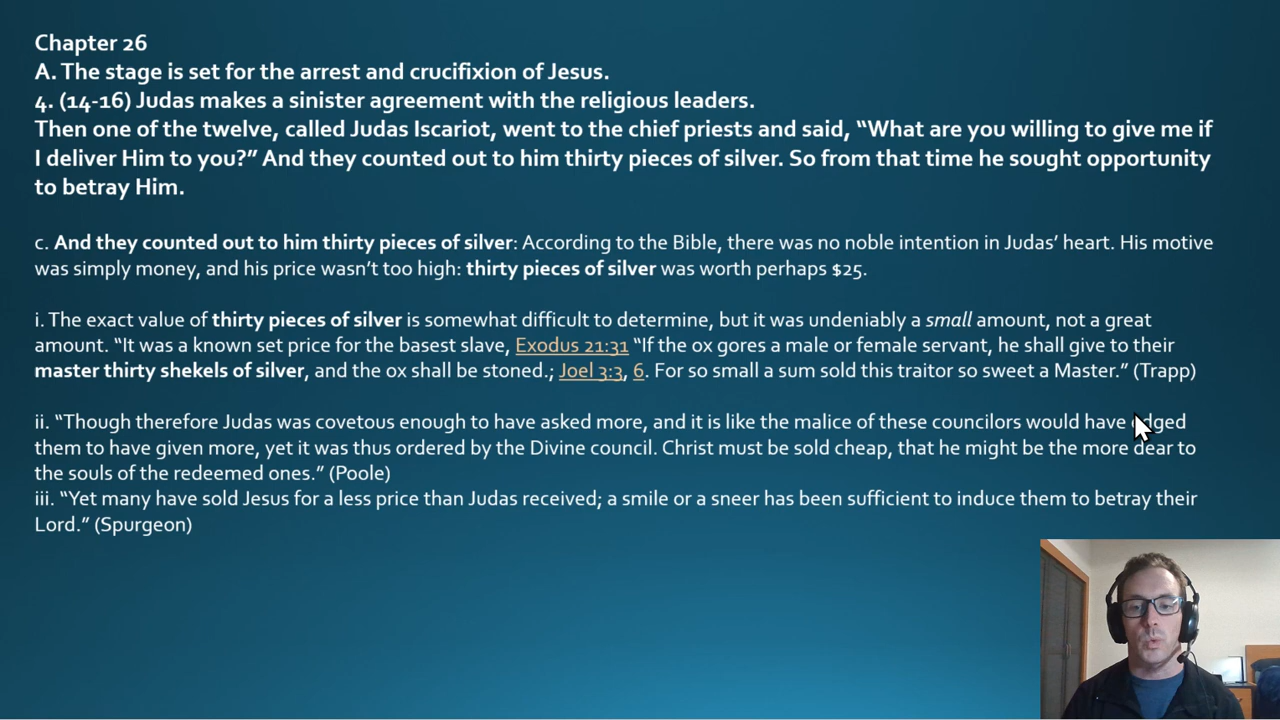 Chapter 26
A. The stage is set for the arrest and crucifixion of Jesus.
4. (14-16) Judas makes a sinister agreement with the religious leaders.
Then one of the twelve, called Judas Iscariot, went to the chief priests and said, “What are you willing to give me if
I deliver Him to you?” And they counted out to him thirty pieces of silver. So from that time he sought opportunity
to betray Him.
c. And they counted out to him thirty pieces of silver: According to the Bible, there was no noble intention in Judas’ heart. His motive
was simply money, and his price wasn’t too high: thirty pieces of silver was worth perhaps $25.
i. The exact value of thirty pieces of silver is somewhat difficult to determine, but it was undeniably a small amount, not a great
amount. “It was a known set price for the basest slave, Exodus 21:31 “If the ox gores a male or female servant, he shall give to their
master thirty shekels of silver, and the ox shall be stoned.; Joel 3:3, 6. For so small a sum sold this traitor so sweet a Master.” (Trapp)
ii. “Though therefore Judas was covetous enough to have asked more, and it is like the malice of these councilors would have
them to have given more, yet it was thus ordered by the Divine council. Christ must be sold cheap, that he might be the more dear to
the souls of the redeemed ones.” (Poole)
iii. “Yet many have sold Jesus for a less price than Judas received; a smile or a sneer has been sufficient to induce them to betray their
Lord.” (Spurgeon)